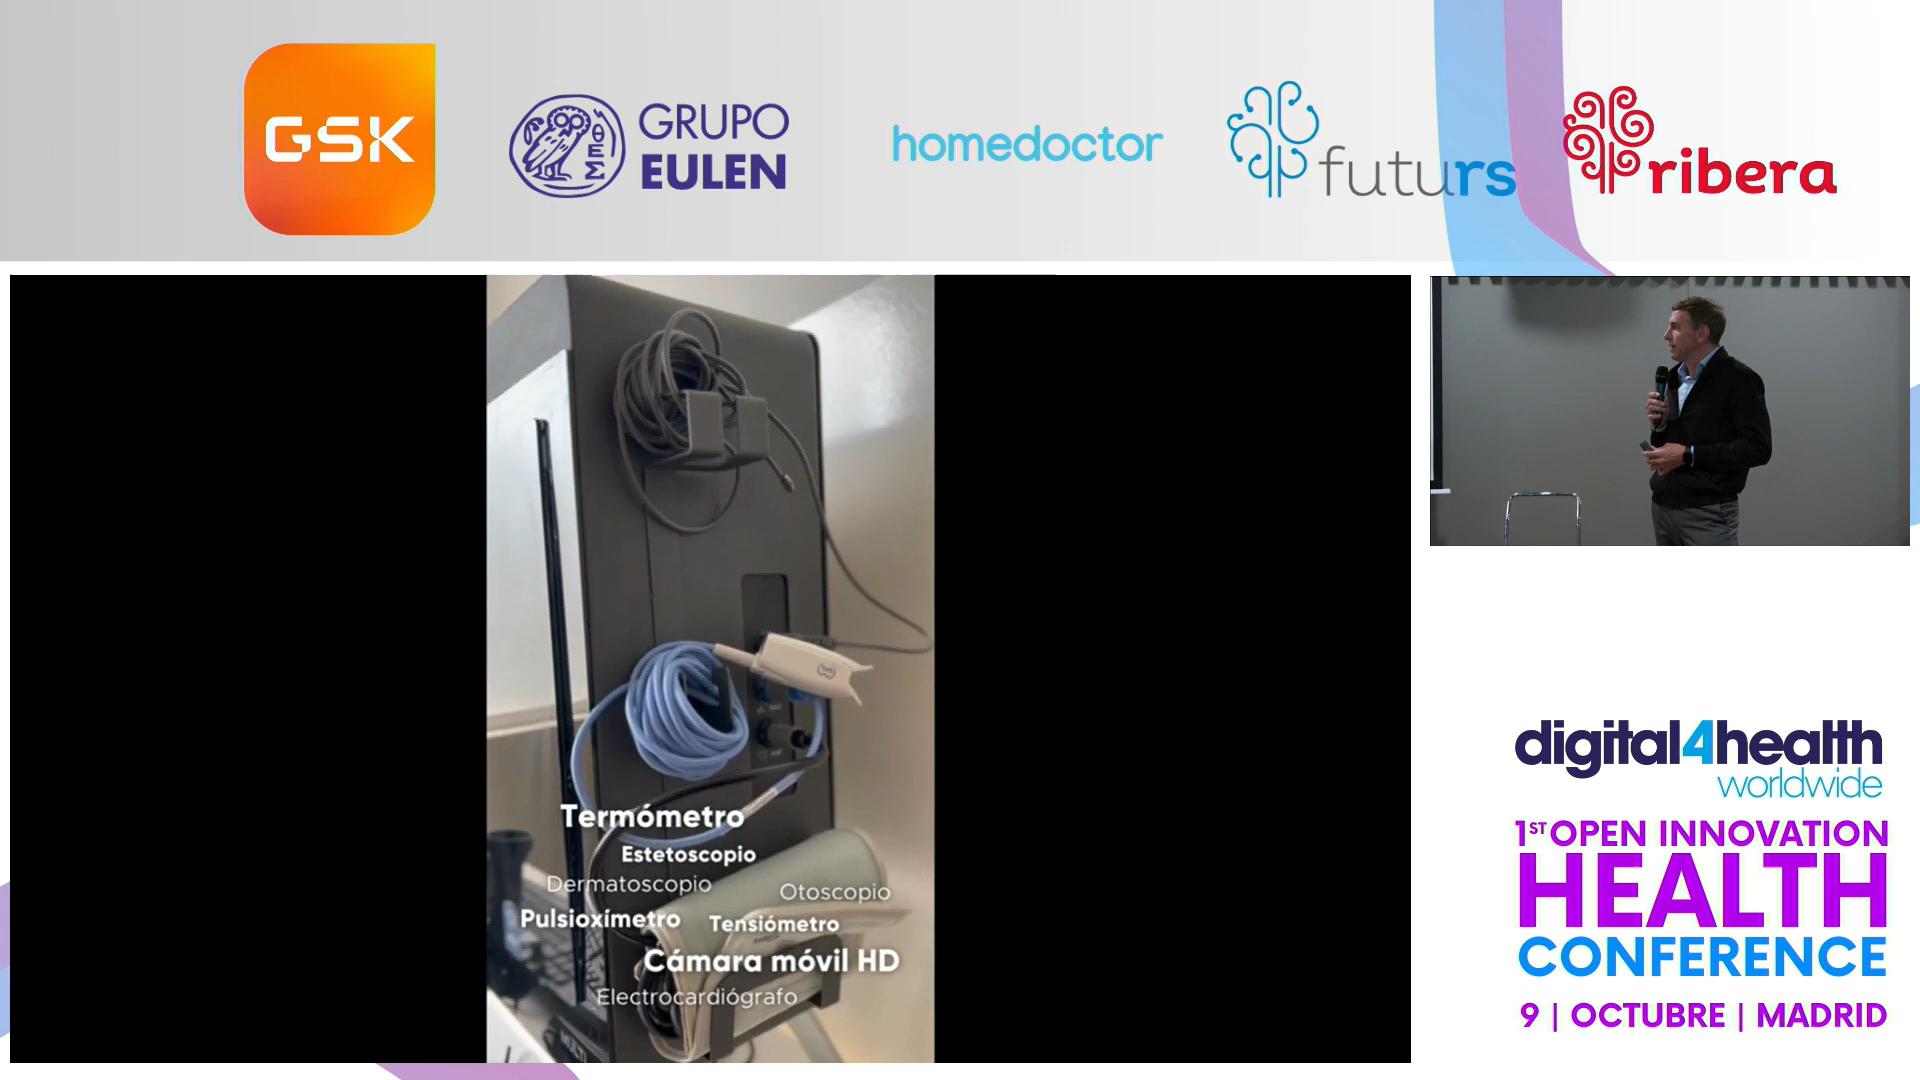 GSK
GRUPO
EULEN
homedoctor
futurs
ribera
Termómetro
Estetoscopio
Dermatoscopio
Otoscopio
Pulsioxímetro
Tensiómetro
Cámara móvil HD
Electrocardiógrafo
MULTI
digital4health
worldwide
1ST OPEN INNOVATION
HEALTH
CONFERENCE
9 | OCTUBRE | MADRID